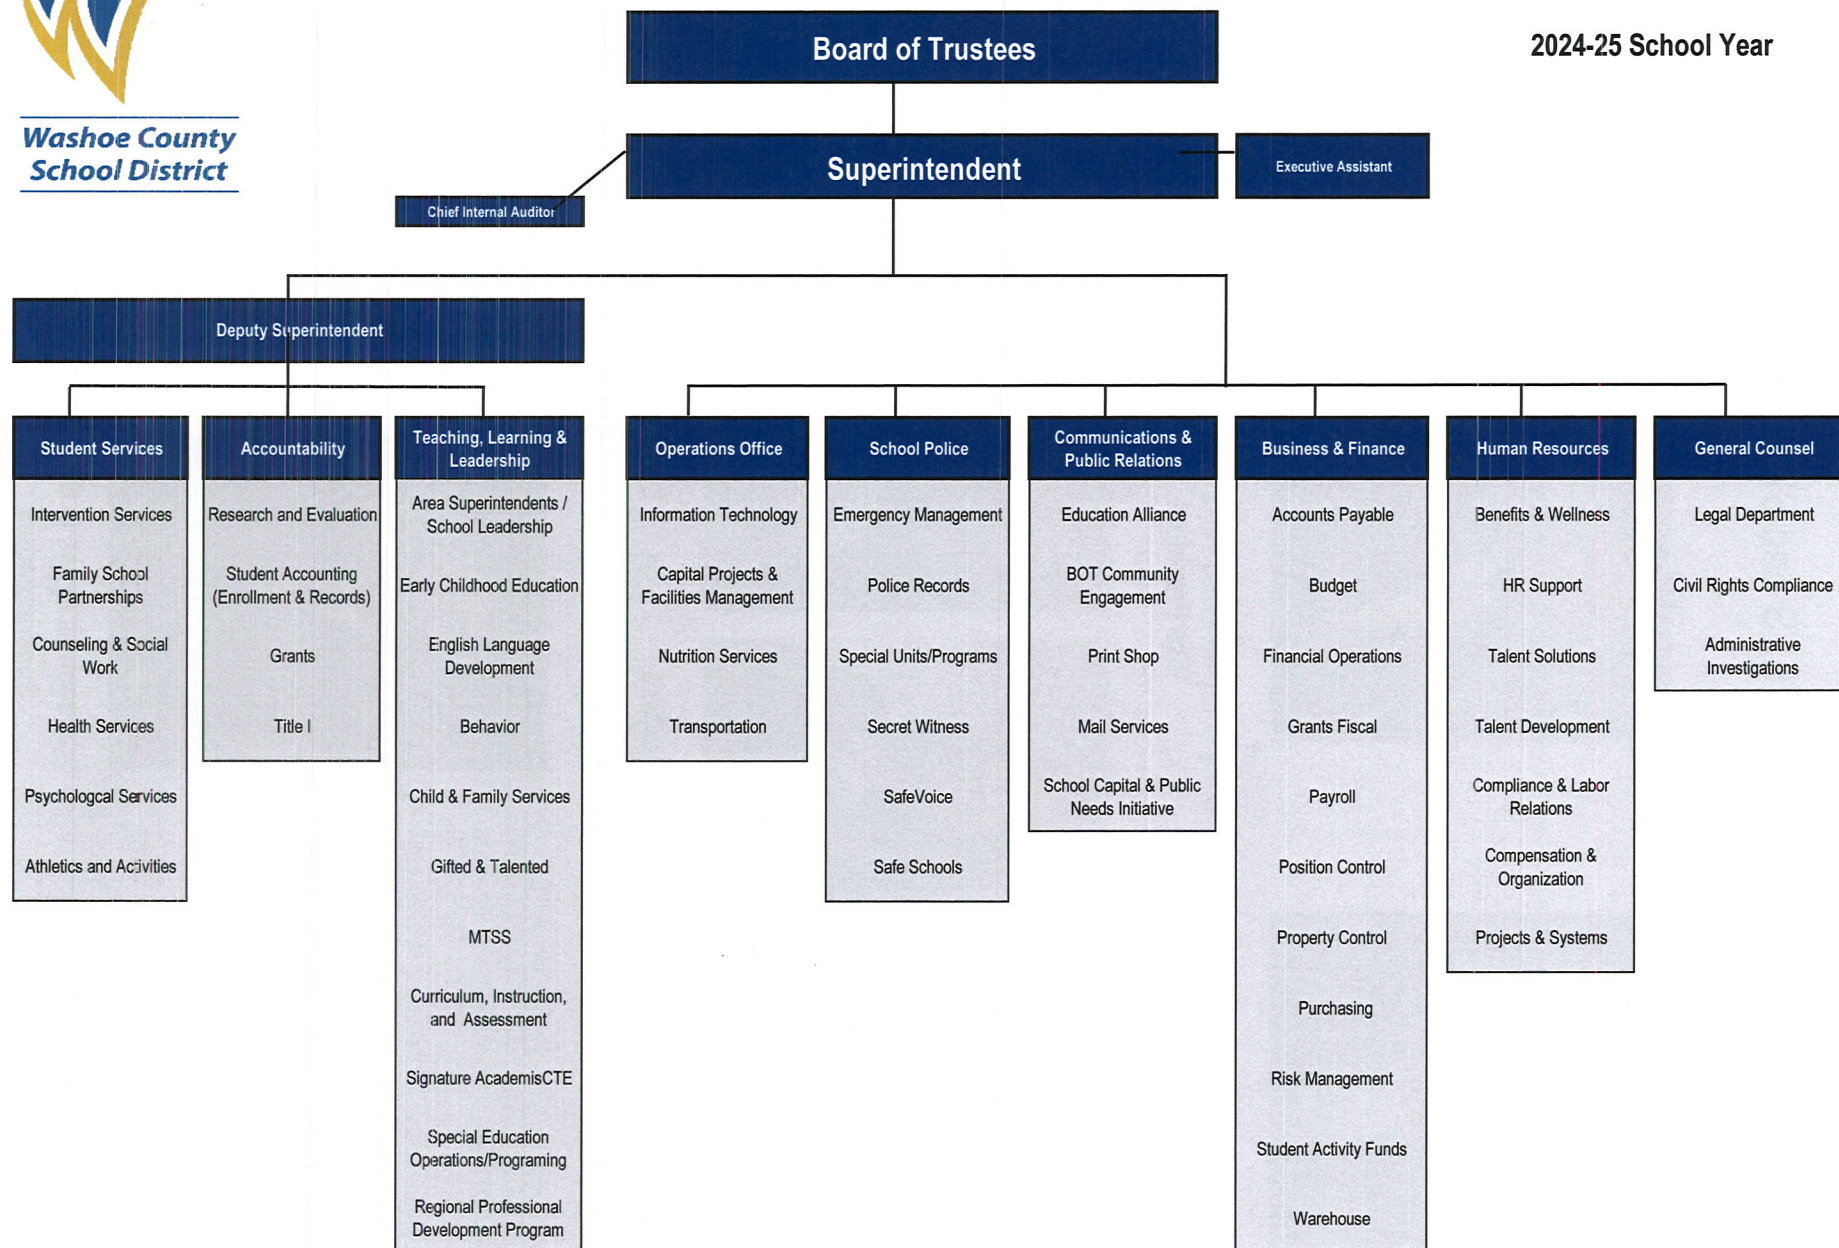 Board of Trustees
2024-25 School Year
Washoe County
School District
Superintendent
Executive Assistant
Chief Internal Auditor
Deputy Superintendent
Student Services
Intervention Services
Family School
Partnerships
Counseling & Social
Work
Health Services
Psychologcal Services
Athletics and Activities
Accountability
Research and Evaluation
Student Accounting
(Enrollment & Records)
Grants
Title I
Teaching, Learning &
Leadership
Area Superintendents /
School Leadership
Early Childhood Education
English Language
Development
Behavior
Child & Family Services
Gifted & Talented
MTSS
Curriculum, Instruction,
and Assessment
Signature AcademisCTE
Special Education
Operations/Programing
Regional Professional
Development Program
Operations Office
Information Technology
Capital Projects &
Facilities Management
Nutrition Services
Transportation
School Police
Emergency Management
Police Records
Special Units/Programs
Secret Witness
SafeVoice
Safe Schools
Communications &
Public Relations
Education Alliance
BOT Community
Engagement
Print Shop
Mail Services
School Capital & Public
Needs Initiative
Business & Finance
Accounts Payable
Budget
Financial Operations
Grants Fiscal
Payroll
Position Control
Property Control
Purchasing
Risk Management
Student Activity Funds
Warehouse
Human Resources
Benefits & Wellness
HR Support
Talent Solutions
Talent Development
Compliance & Labor
Relations
Compensation &
Organization
Projects & Systems
General Counsel
Legal Department
Civil Rights Compliance
Administrative
Investigations